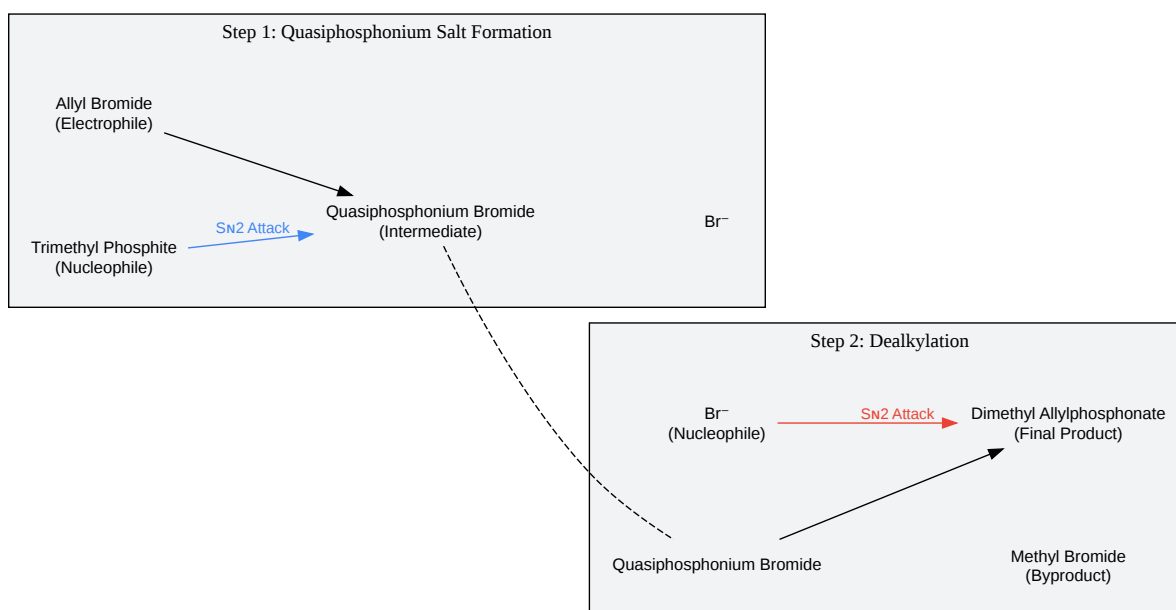 Step 1: Quasiphosphonium Salt Formation
Allyl Bromide
(Electrophile)
Quasiphosphonium Bromide
(Intermediate)
Br⁻
Sɴ2 Attack
Trimethyl Phosphite
(Nucleophile)
Step 2: Dealkylation
Br⁻
(Nucleophile)
Sɴ2 Attack
Dimethyl Allylphosphonate
(Final Product)
Quasiphosphonium Bromide
Methyl Bromide
(Byproduct)